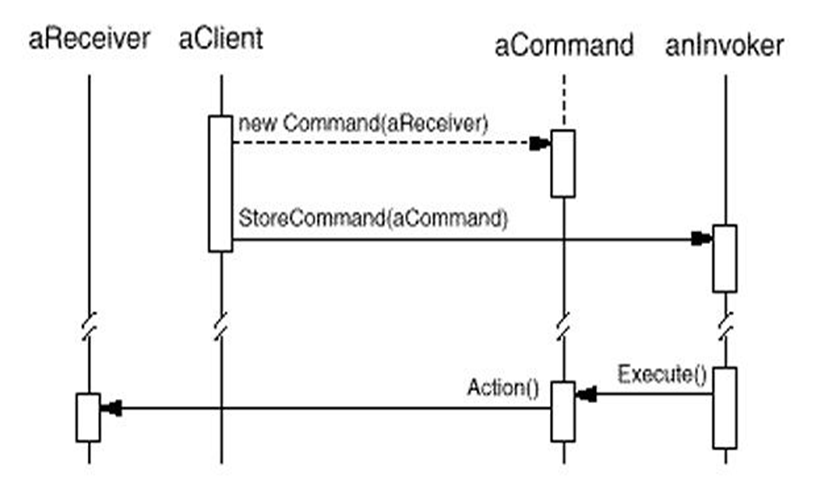 aReceiver aClient aCommand anInvoker
new Command(aReceiver)
StoreCommand(aCommand)
Action() Execute()